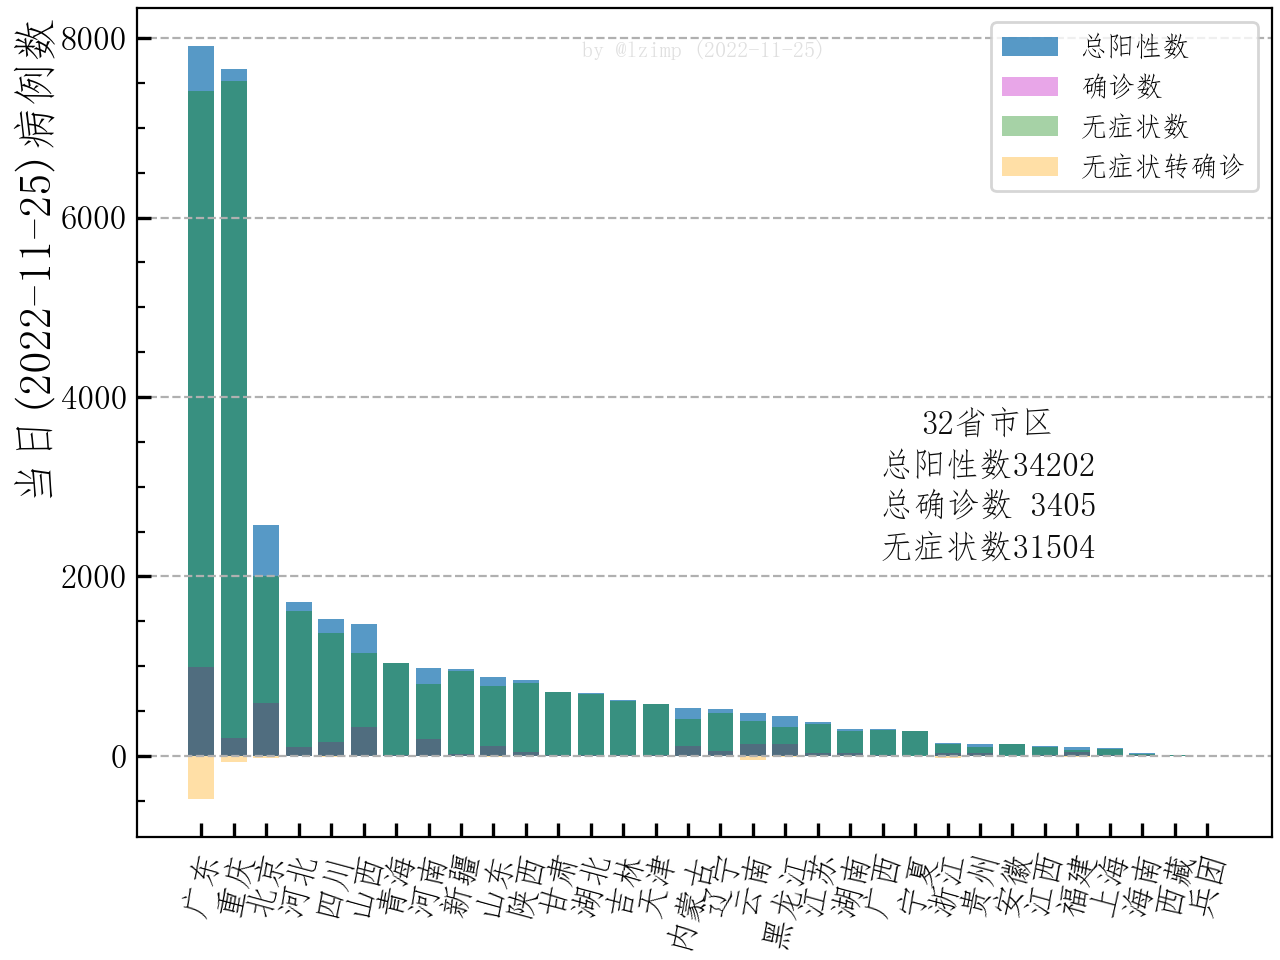 当日(2022-11-25)病例数
8000
6000
4000
2000
0
by @lzimp (2022-11-25)
总阳性数
确诊数
无症状数
无症状转确诊
32省市区
总阳性数34202
总确诊数 3405
无症状数31504
广东
重庆
北京
河北
四川
山西
青海
河南
新疆
山东
陕西
甘肃
湖北
吉林
天津
内蒙古
辽宁
云南
黑龙江
江苏
湖南
广西
宁夏
浙江
贵州
安徽
江西
福建
上海
海南
西藏
兵团